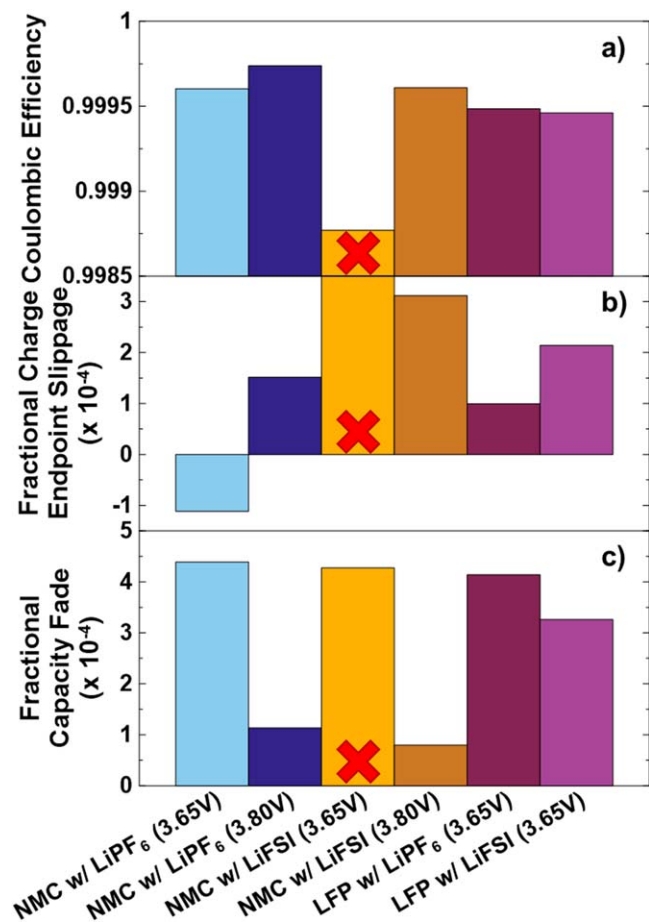 1
a)
0.9995
0.999
0.9985
Coulombic Efficiency
3
b)
2
1
0
-1
Fractional Charge
Endpoint Slippage
(x 10⁻⁴)
5
c)
4
3
2
1
0
Fractional
Capacity Fade
(x 10⁻⁴)
NMC w/ LiPF₆ (3.65V)
NMC w/ LiPF₆ (3.80V)
NMC w/ LiFSI (3.65V)
NMC w/ LiFSI (3.80V)
LFP w/ LiPF₆ (3.65V)
LFP w/ LiFSI (3.65V)